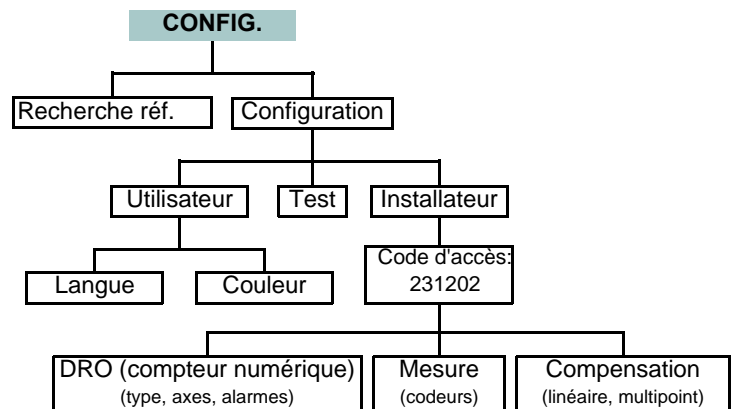 CONFIG.
Recherche réf.
Configuration
Utilisateur
Test
Installateur
Langue
Couleur
Code d'accès:
231202
DRO (compteur numérique)
(type, axes, alarmes)
Mesure
(codeurs)
Compensation
(linéaire, multipoint)